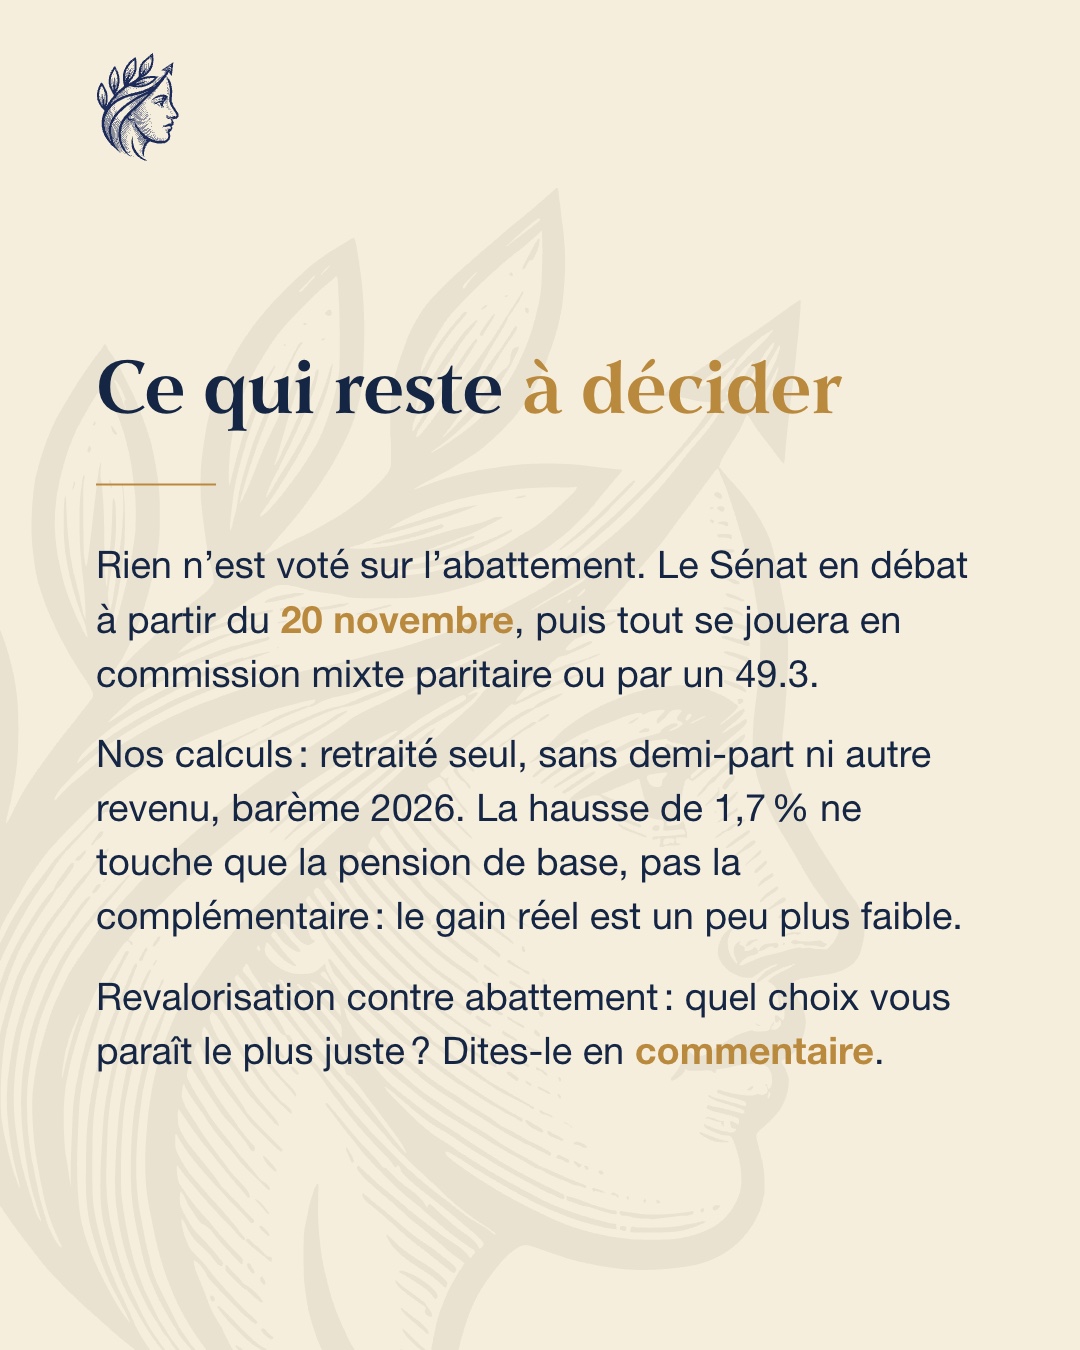 Ce qui reste à décider
Rien n’est voté sur l’abattement. Le Sénat en débat
à partir du 20 novembre, puis tout se jouera en
commission mixte paritaire ou par un 49.3.
Nos calculs : retraité seul, sans demi-part ni autre
revenu, barème 2026. La hausse de 1,7 % ne
touche que la pension de base, pas la
complémentaire : le gain réel est un peu plus faible.
Revalorisation contre abattement : quel choix vous
paraît le plus juste ? Dites-le en commentaire.